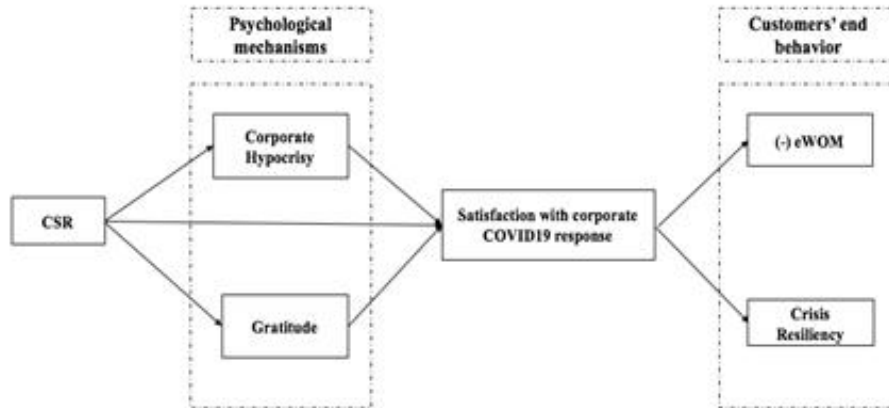 Psychological
mechanisms
Customers' end
behavior
Corporate
Hypocrisy
(-) eWOM
CSR
Satisfaction with corporate
COVID19 response
Gratitude
Crisis
Resiliency